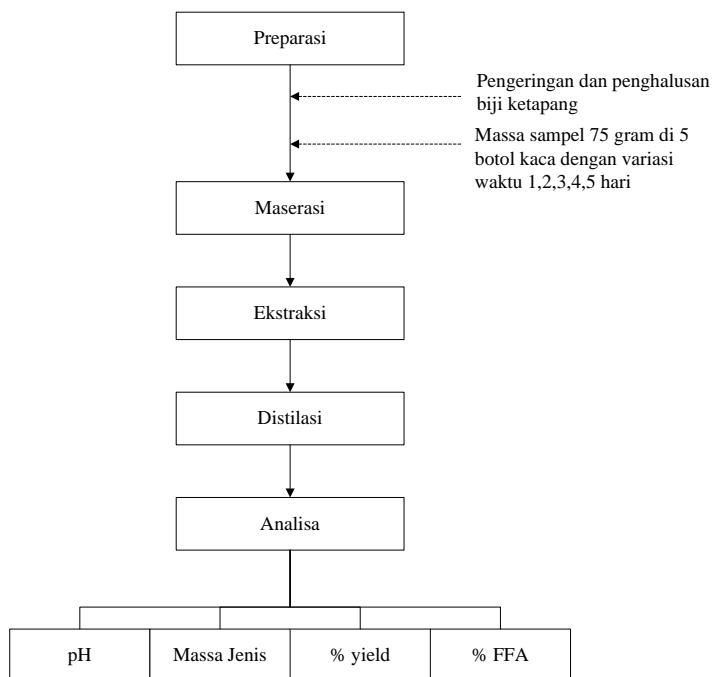 Preparasi
Pengeringan dan penghalusan
biji ketapang
Massa sampel 75 gram di 5
botol kaca dengan variasi
waktu 1,2,3,4,5 hari
Maserasi
Ekstraksi
Distilasi
Analisa
pH
Massa Jenis
% yield
% FFA